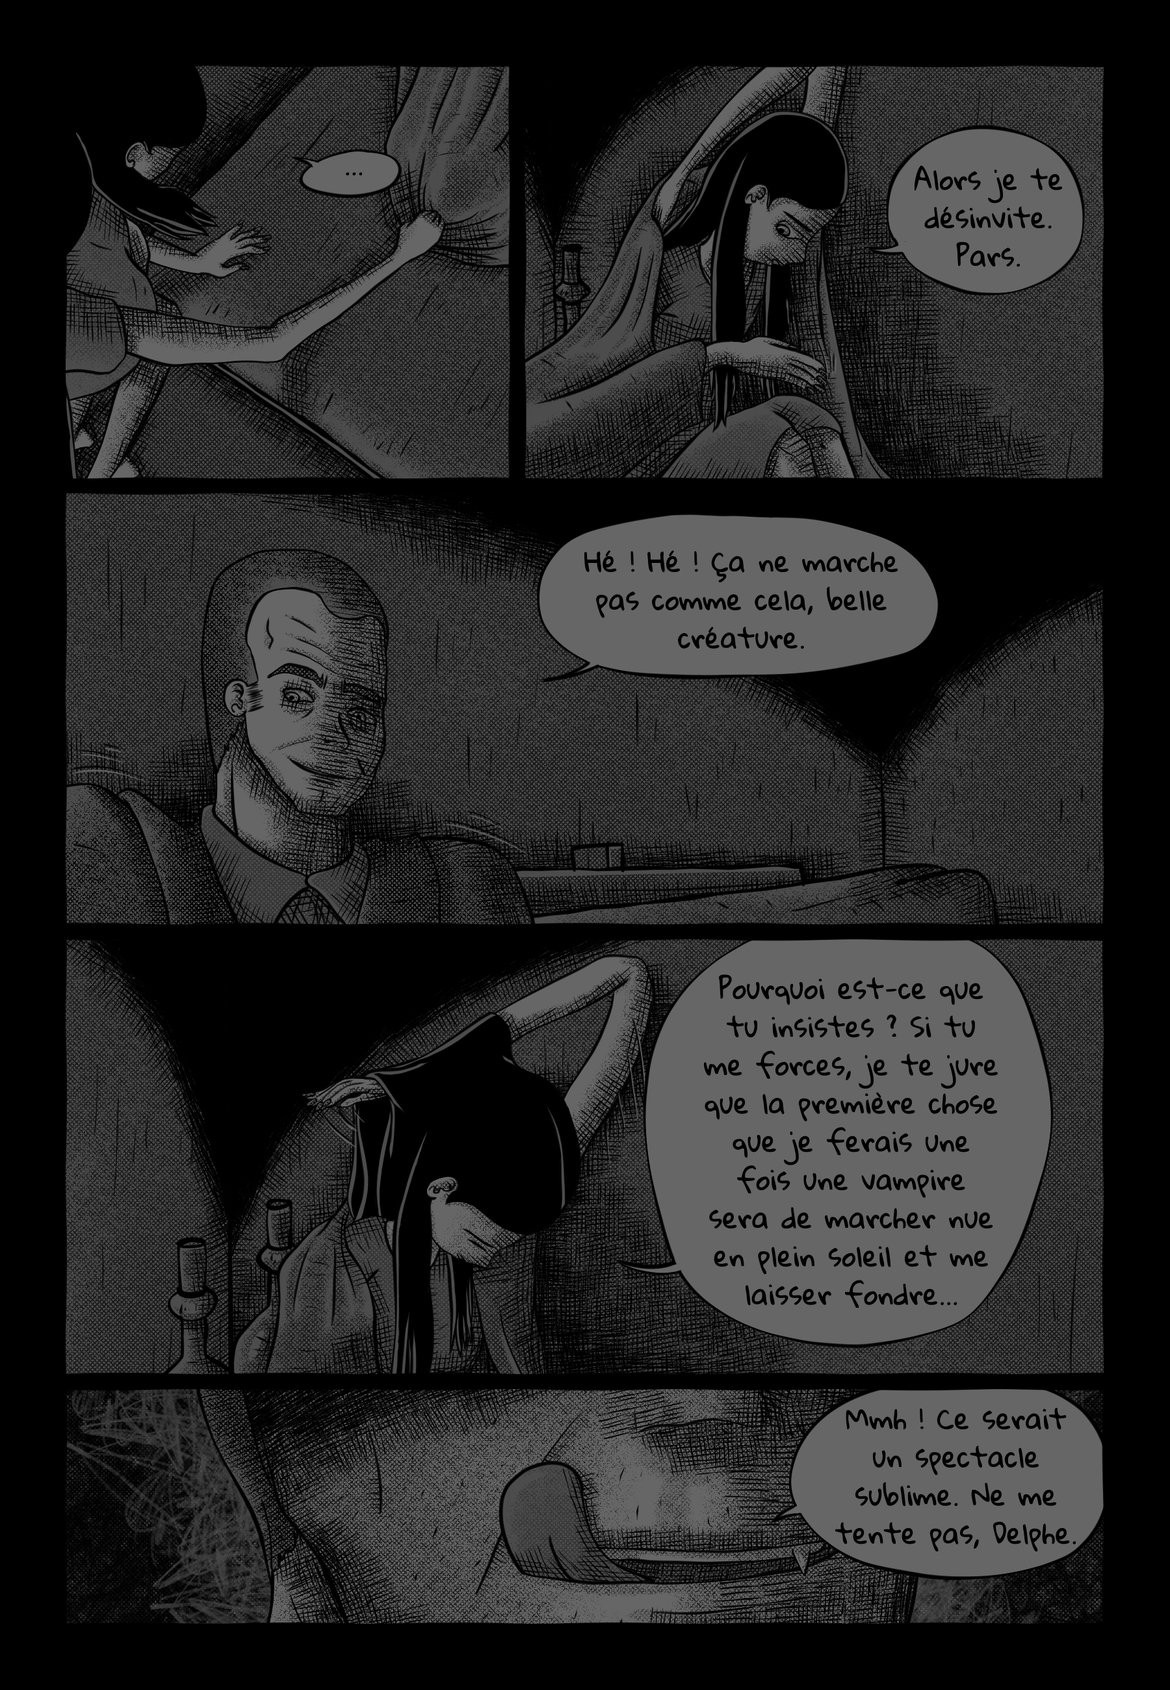 ...
Alors je te
désinvite.
Pars.
Hé ! Hé ! Ça ne marche
pas comme cela, belle
créature.
Pourquoi est-ce que
tu insistes ? Si tu
me forces, je te jure
que la première chose
que je ferais une
fois une vampire
sera de marcher nue
en plein soleil et me
laisser fondre...
Mmh ! Ce serait
un spectacle
sublime. Ne me
tente pas, Delphe.